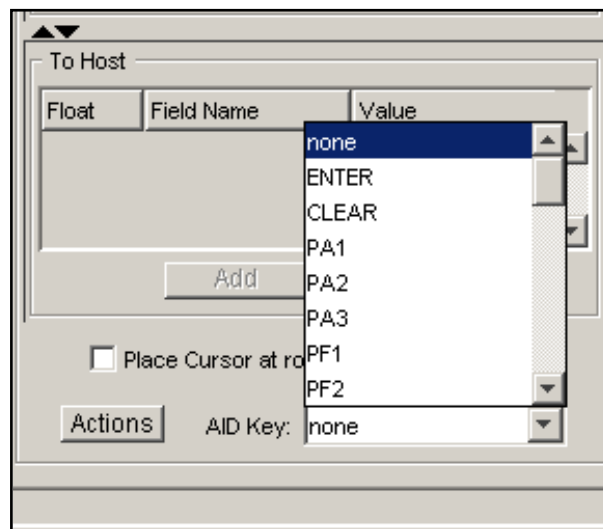 To Host
Float Field Name Value
none
ENTER
CLEAR
PA1
Add PA2
PA3
Place Cursor at ro PF1
PF2
Actions AID Key: none